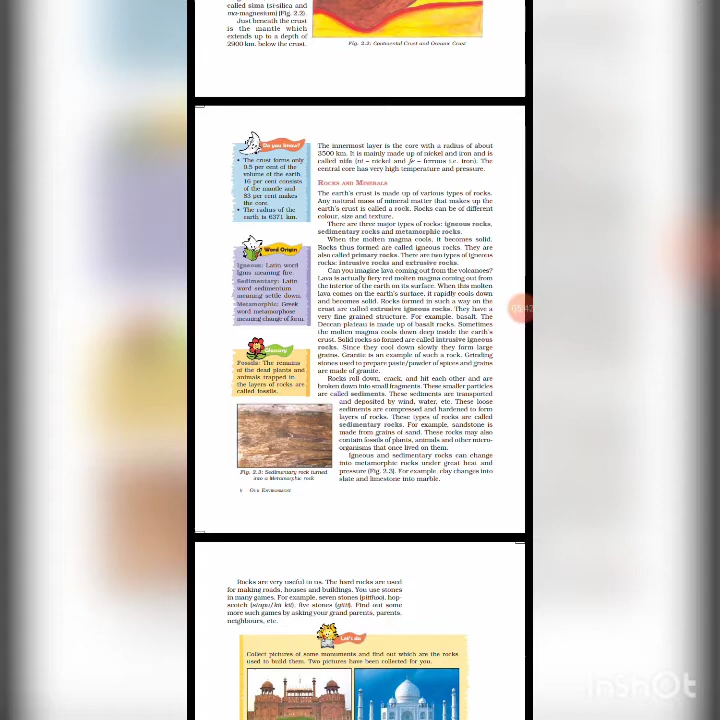 called sima (si-silica and
ma-magnesium) (Fig. 2.2)
Just beneath the crust
is the mantle which
extends up to a depth of
2900 km. below the crust.
Fig. 2.2: Continental Crust and Oceanic Crust
Do you know?
• The crust forms only
0.5 per cent of the
volume of the earth.
16 per cent consists
of the mantle and
83 per cent makes
the core.
• The radius of the
earth is 6371 km.
Word Origin
Igneous: Latin word
Ignis meaning fire.
Sedimentary: Latin
word sedimentum
meaning settle down.
Metamorphic: Greek
word metamorphose
meaning change of form.
Glossary
Fossils: The remains
of the dead plants and
animals trapped in
the layers of rocks are
called fossils.
Fig. 2.3: Sedimentary rock turned
into a Metamorphic rock
8 Our Environment
The innermost layer is the core with a radius of about
3500 km. It is mainly made up of nickel and iron and is
called nife (ni – nickel and fe – ferrous i.e. iron). The
central core has very high temperature and pressure.
Rocks and Minerals
The earth's crust is made up of various types of rocks.
Any natural mass of mineral matter that makes up the
earth's crust is called a rock. Rocks can be of different
colour, size and texture.
There are three major types of rocks: igneous rocks,
sedimentary rocks and metamorphic rocks.
When the molten magma cools, it becomes solid.
Rocks thus formed are called igneous rocks. They are
also called primary rocks. There are two types of igneous
rocks: intrusive rocks and extrusive rocks.
Can you imagine lava coming out from the volcanoes?
Lava is actually fiery red molten magma coming out from
the interior of the earth on its surface. When this molten
lava comes on the earth's surface, it rapidly cools down
and becomes solid. Rocks formed in such a way on the
crust are called extrusive igneous rocks. They have a
very fine grained structure. For example, basalt. The
Deccan plateau is made up of basalt rocks. Sometimes
the molten magma cools down deep inside the earth's
crust. Solid rocks so formed are called intrusive igneous
rocks. Since they cool down slowly they form large
grains. Granite is an example of such a rock. Grinding
stones used to prepare paste/powder of spices and grains
are made of granite.
Rocks roll down, crack, and hit each other and are
broken down into small fragments. These smaller particles
are called sediments. These sediments are transported
and deposited by wind, water, etc. These loose
sediments are compressed and hardened to form
layers of rocks. These types of rocks are called
sedimentary rocks. For example, sandstone is
made from grains of sand. These rocks may also
contain fossils of plants, animals and other micro-
organisms that once lived on them.
Igneous and sedimentary rocks can change
into metamorphic rocks under great heat and
pressure (Fig. 2.3). For example, clay changes into
slate and limestone into marble.
05:43
Rocks are very useful to us. The hard rocks are used
for making roads, houses and buildings. You use stones
in many games. For example, seven stones (pitthoo), hop-
scotch (stapu/kit kit), five stones (gitti). Find out some
more such games by asking your grand parents, parents,
neighbours, etc.
Let's do
Collect pictures of some monuments and find out which are the rocks
used to build them. Two pictures have been collected for you.
InShOt